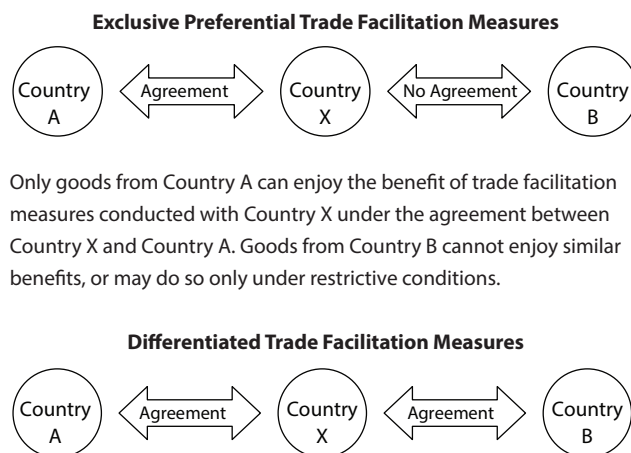 Exclusive Preferential Trade Facilitation Measures
Country Agreement Country No Agreement Country
A X B
Only goods from Country A can enjoy the benefit of trade facilitation
measures conducted with Country X under the agreement between
Country X and Country A. Goods from Country B cannot enjoy similar
benefits, or may do so only under restrictive conditions.
Differentiated Trade Facilitation Measures
Country Agreement Country Agreement Country
A X B